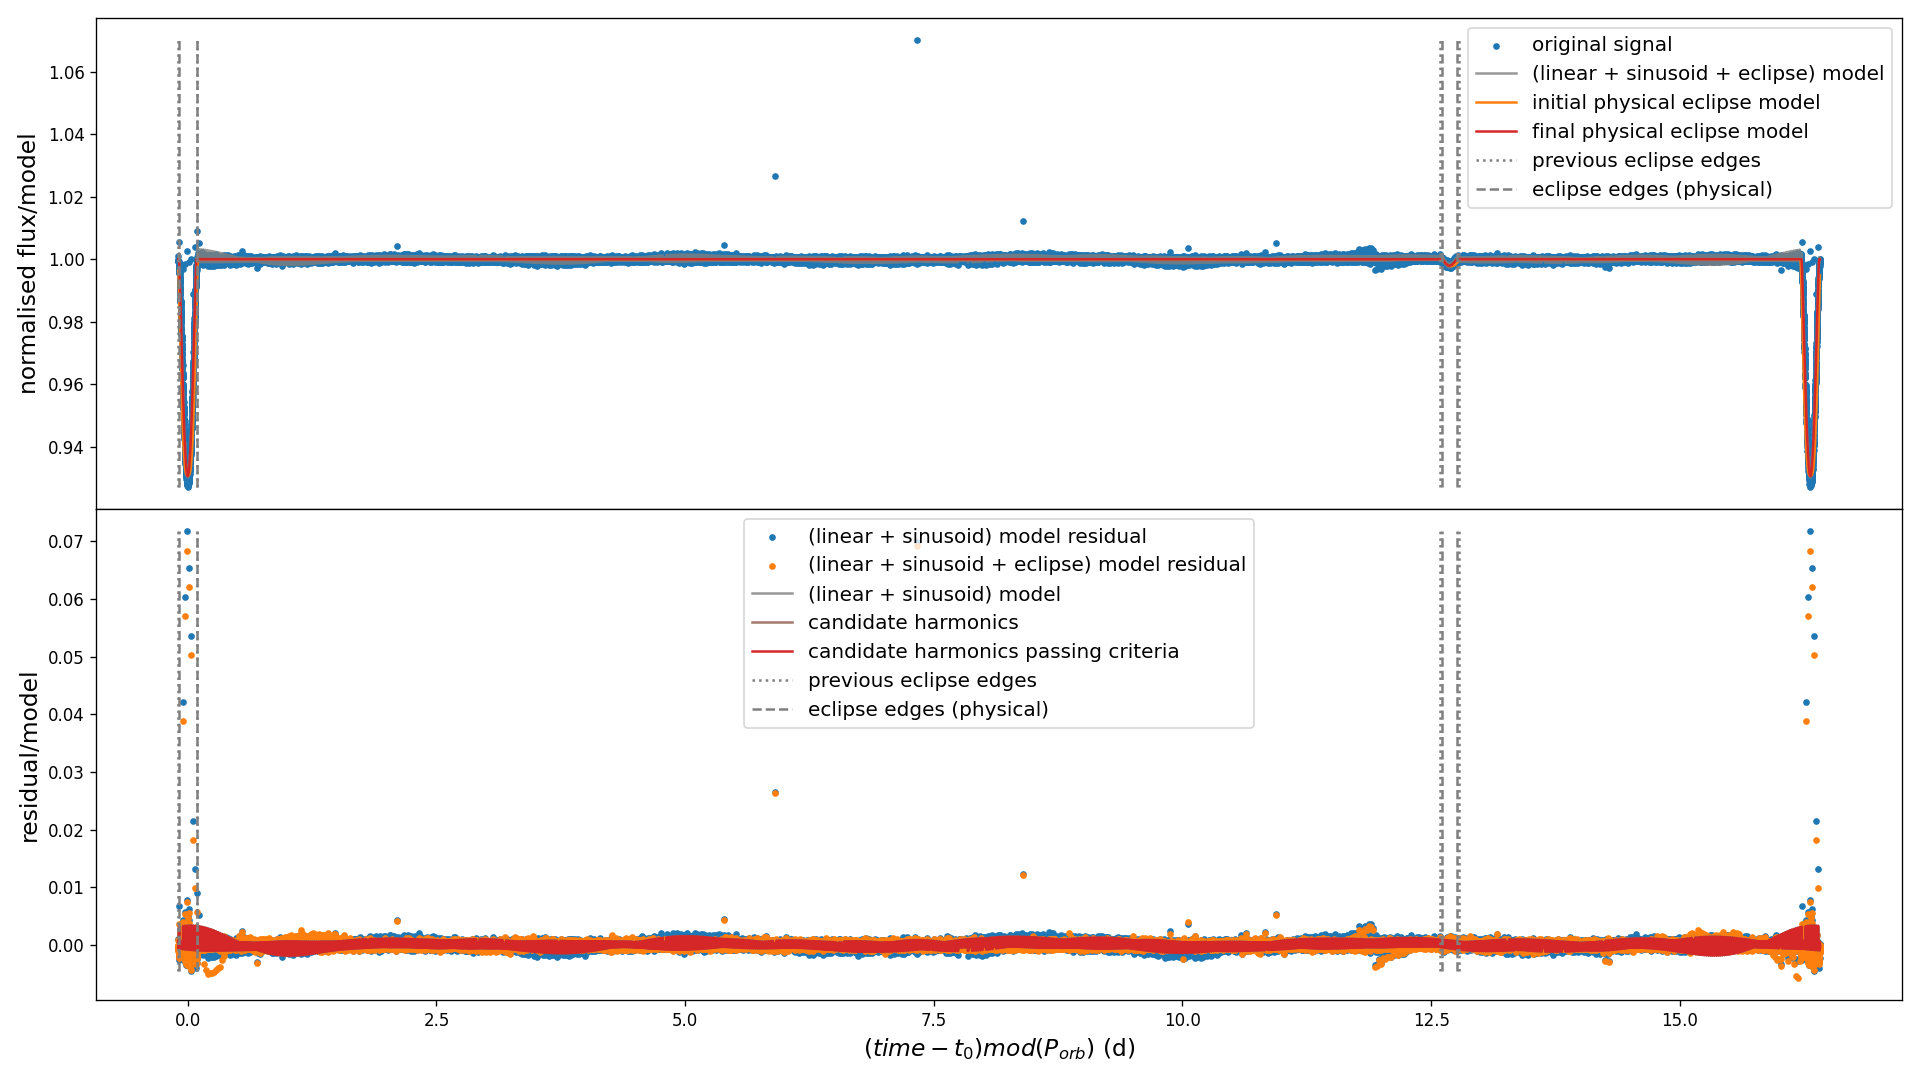 normalised flux/model
1.06
1.04
1.02
1.00
0.98
0.96
0.94
original signal
(linear + sinusoid + eclipse) model
initial physical eclipse model
final physical eclipse model
previous eclipse edges
eclipse edges (physical)
residual/model
0.07
0.06
0.05
0.04
0.03
0.02
0.01
0.00
(linear + sinusoid) model residual
(linear + sinusoid + eclipse) model residual
(linear + sinusoid) model
candidate harmonics
candidate harmonics passing criteria
previous eclipse edges
eclipse edges (physical)
0.0 2.5 5.0 7.5 10.0 12.5 15.0
(time − t₀)mod(P_orb) (d)